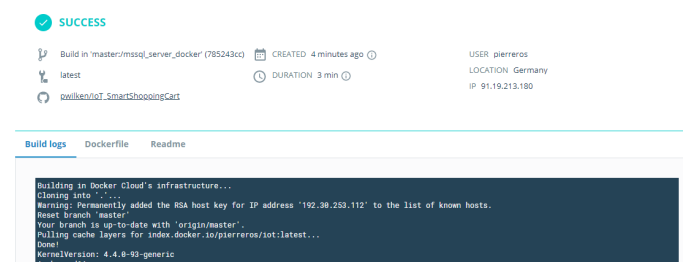 SUCCESS
Build in 'master:/mssql_server_docker' (785243cc)
CREATED 4 minutes ago
USER pierreros
latest
DURATION 3 min
LOCATION Germany
pwilken/IoT_SmartShoppingCart
IP 91.19.213.180
Build logs Dockerfile Readme
Building in Docker Cloud's infrastructure...
Cloning into '.'...
Warning: Permanently added the RSA host key for IP address '192.30.253.112' to the list of known hosts.
Reset branch 'master'
Your branch is up-to-date with 'origin/master'.
Pulling cache layers for index.docker.io/pierreros/iot:latest...
Done!
KernelVersion: 4.4.0-93-generic